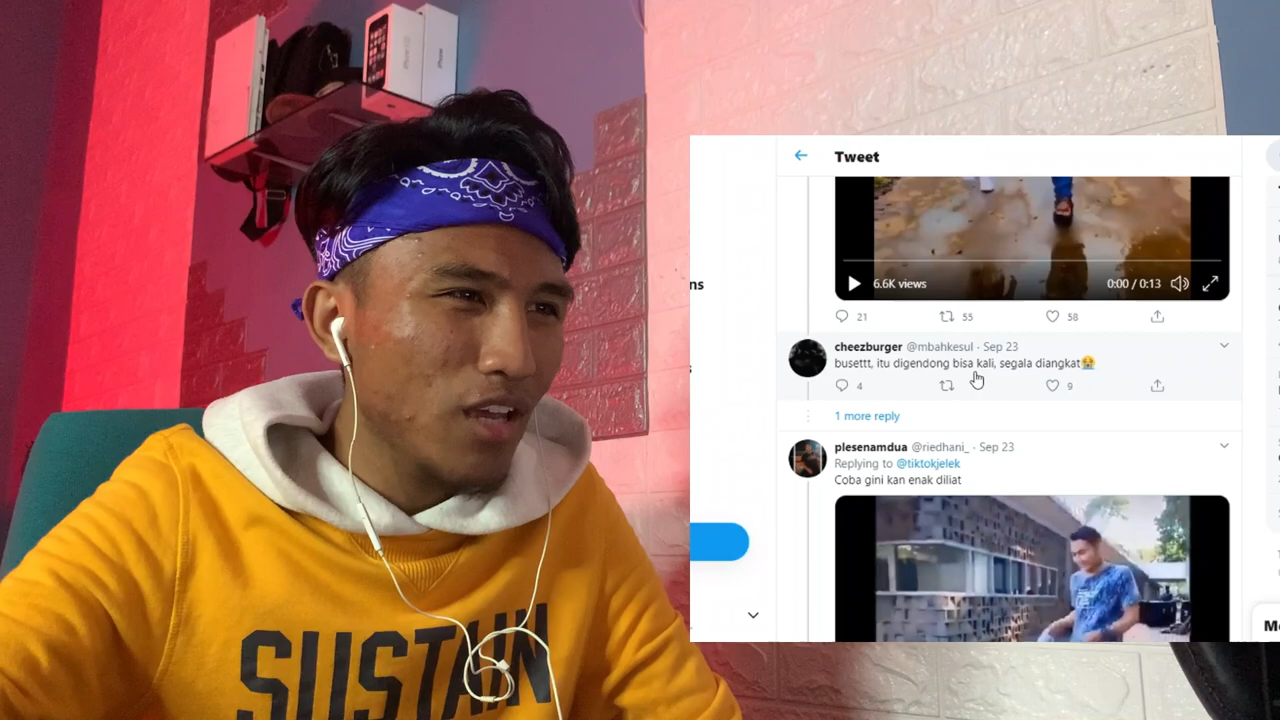 iPhone
SUSTAIN
ns
Tweet
6.6K views
0:00 / 0:13
21
55
58
cheezburger @mbahkesul · Sep 23
busettt, itu digendong bisa kali, segala diangkat😭
4
9
1 more reply
plesenamdua @riedhani_ · Sep 23
Replying to @tiktokjelek
Coba gini kan enak diliat